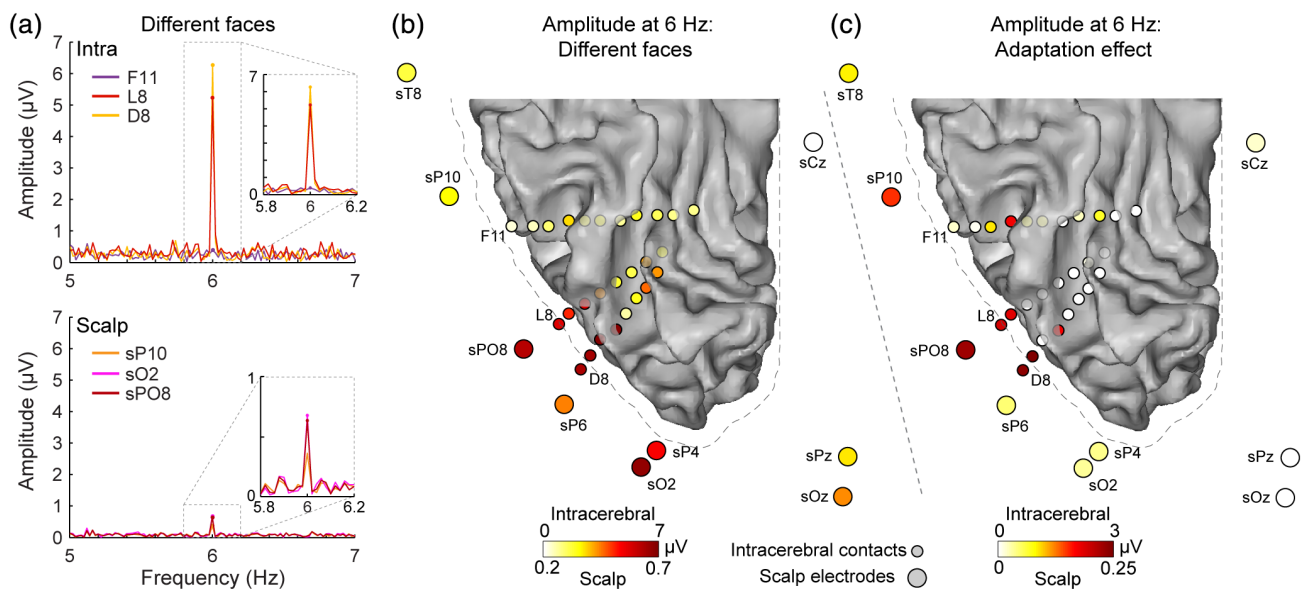 (a)
Different faces
7
6
5
4
3
2
1
0
Amplitude (µV)
Intra
F11
L8
D8
7
0
5.8
6
6.2
5
6
7
7
6
5
4
3
2
1
0
Amplitude (µV)
Scalp
sP10
sO2
sPO8
1
0
5.8
6
6.2
5
6
7
Frequency (Hz)
(b)
Amplitude at 6 Hz:
Different faces
sT8
sCz
sP10
F11
L8
sPO8
D8
sP6
sP4
sO2
sPz
sOz
Intracerebral
0
7
µV
0.2
0.7
Scalp
Intracerebral contacts
Scalp electrodes
(c)
Amplitude at 6 Hz:
Adaptation effect
sT8
sCz
sP10
F11
L8
sPO8
D8
sP6
sP4
sO2
sPz
sOz
Intracerebral
0
3
µV
0
0.25
Scalp